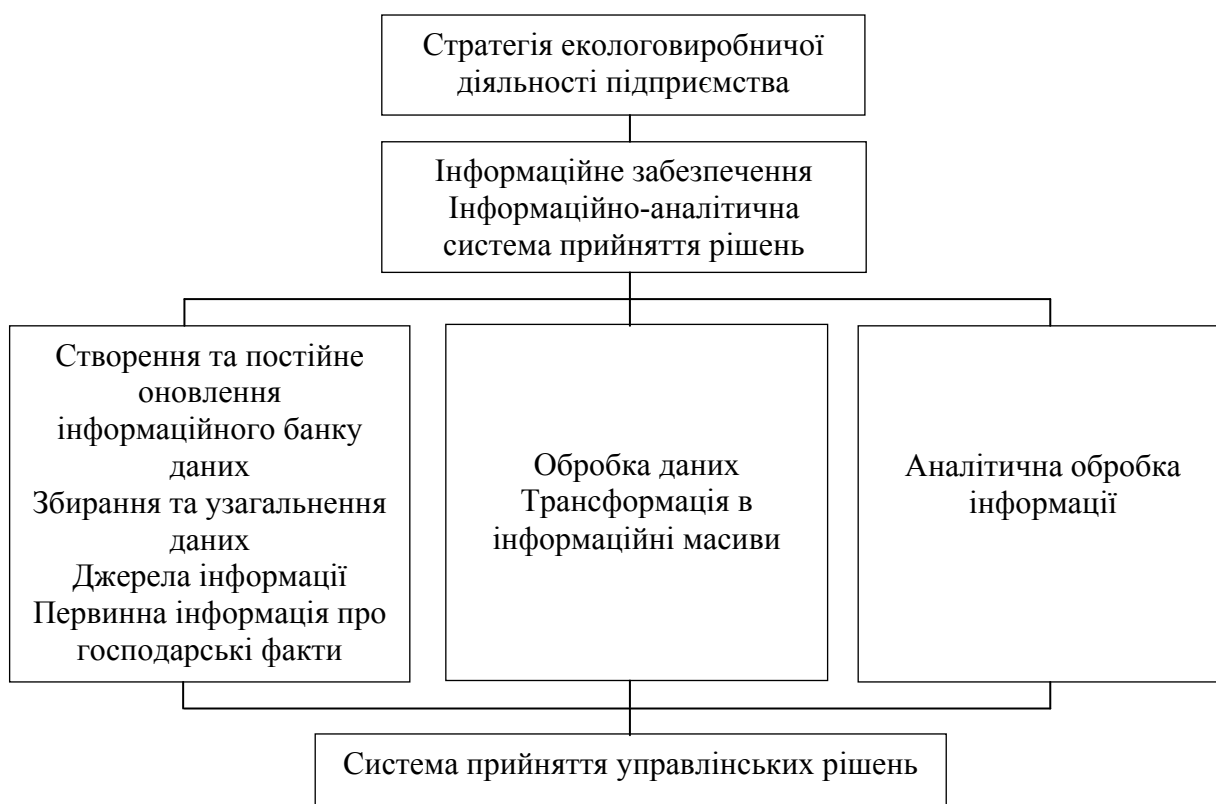 Стратегія екологовиробничої
діяльності підприємства
Інформаційне забезпечення
Інформаційно-аналітична
система прийняття рішень
Створення та постійне
оновлення
інформаційного банку
даних
Збирання та узагальнення
даних
Джерела інформації
Первинна інформація про
господарські факти
Обробка даних
Трансформація в
інформаційні масиви
Аналітична обробка
інформації
Система прийняття управлінських рішень